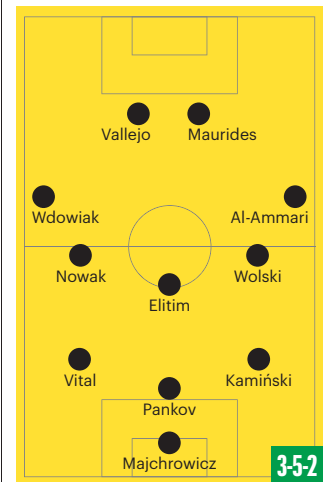 Vallejo Maurides
Wdowiak Al-Ammari
Nowak Wolski
Elitim
Vital Kamiński
Pankov
Majchrowicz
3-5-2